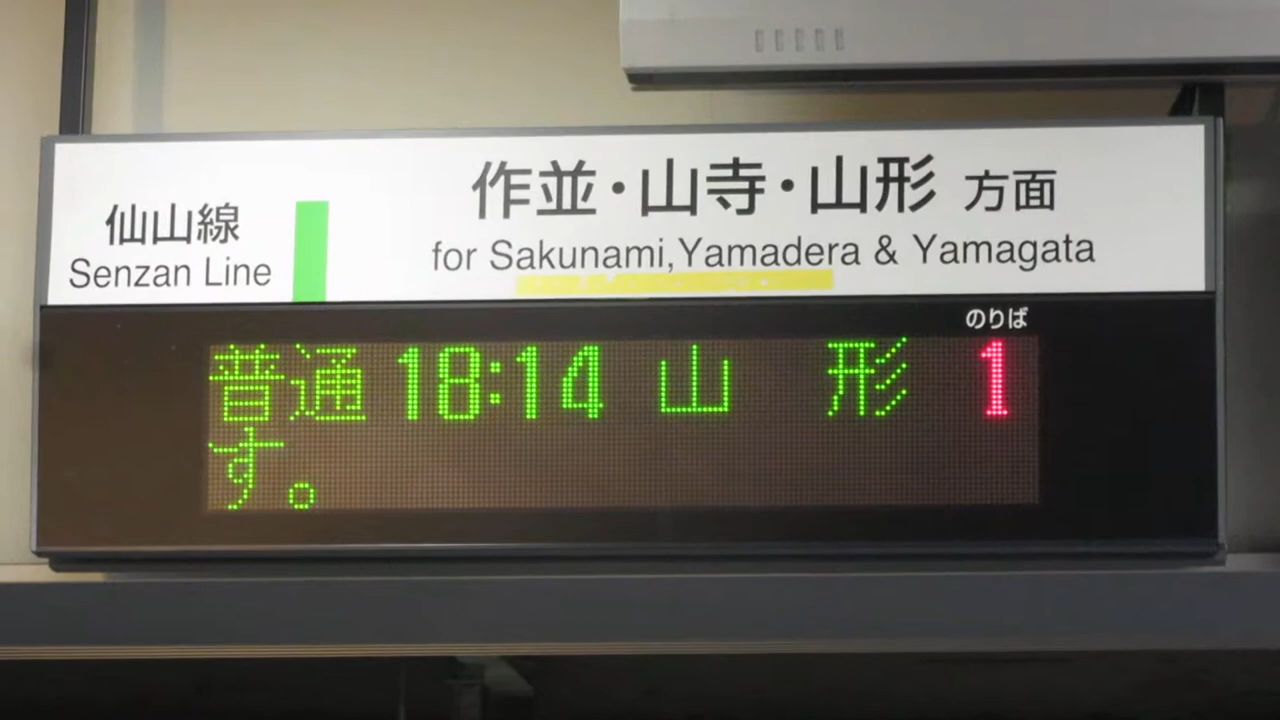 仙山線
Senzan Line
作並・山寺・山形 方面
for Sakunami,Yamadera & Yamagata
のりば
普通 18:14 山 形 1
す。